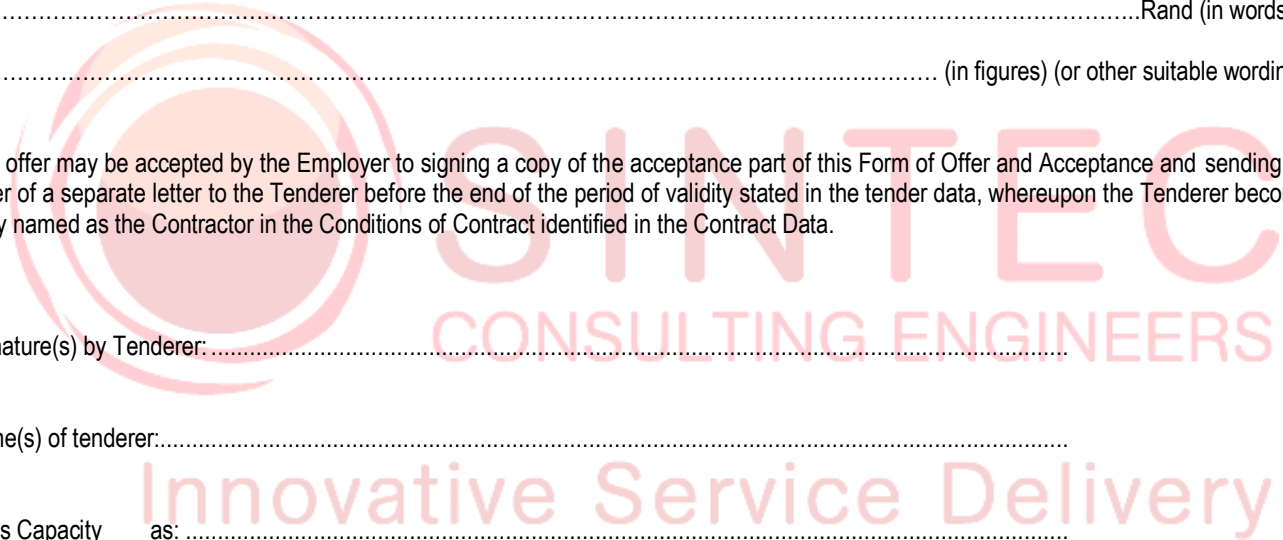 ……………………………………………………………………………………………………………Rand (in words
……………………………………………………………………………………… (in figures) (or other suitable wordin
offer may be accepted by the Employer to signing a copy of the acceptance part of this Form of Offer and Acceptance and sending
of a separate letter to the Tenderer before the end of the period of validity stated in the tender data, whereupon the Tenderer beco
named as the Contractor in the Conditions of Contract identified in the Contract Data.
SINTEC
CONSULTING ENGINEERS
ature(s) by Tenderer: ........................................................................
e(s) of tenderer:........................................................................
Innovative Service Delivery
s Capacity as: ........................................................................